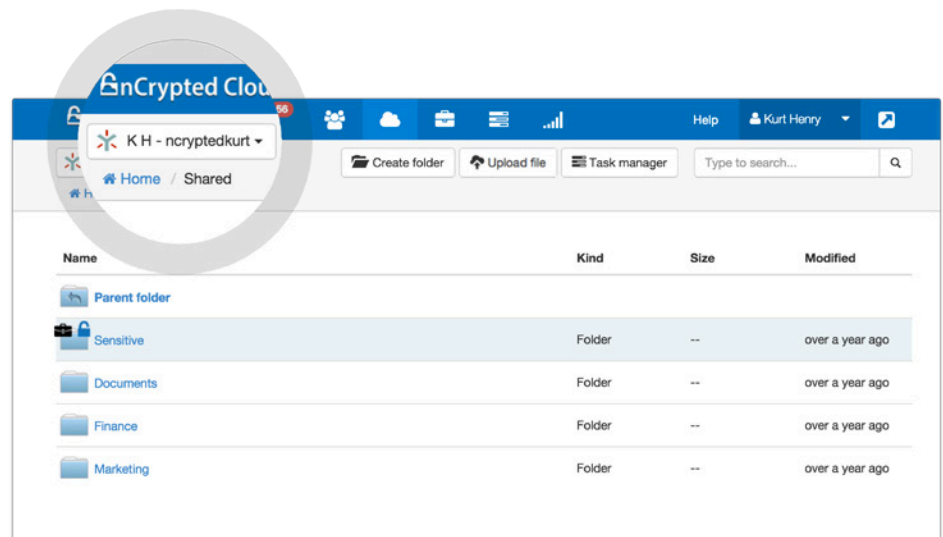 EnCrypted Clou
56
Help
Kurt Henry
K H - ncryptedkurt
Create folder
Upload file
Task manager
Type to search...
Home / Shared
H
Name Kind Size Modified
Parent folder
Sensitive Folder -- over a year ago
Documents Folder -- over a year ago
Finance Folder -- over a year ago
Marketing Folder -- over a year ago